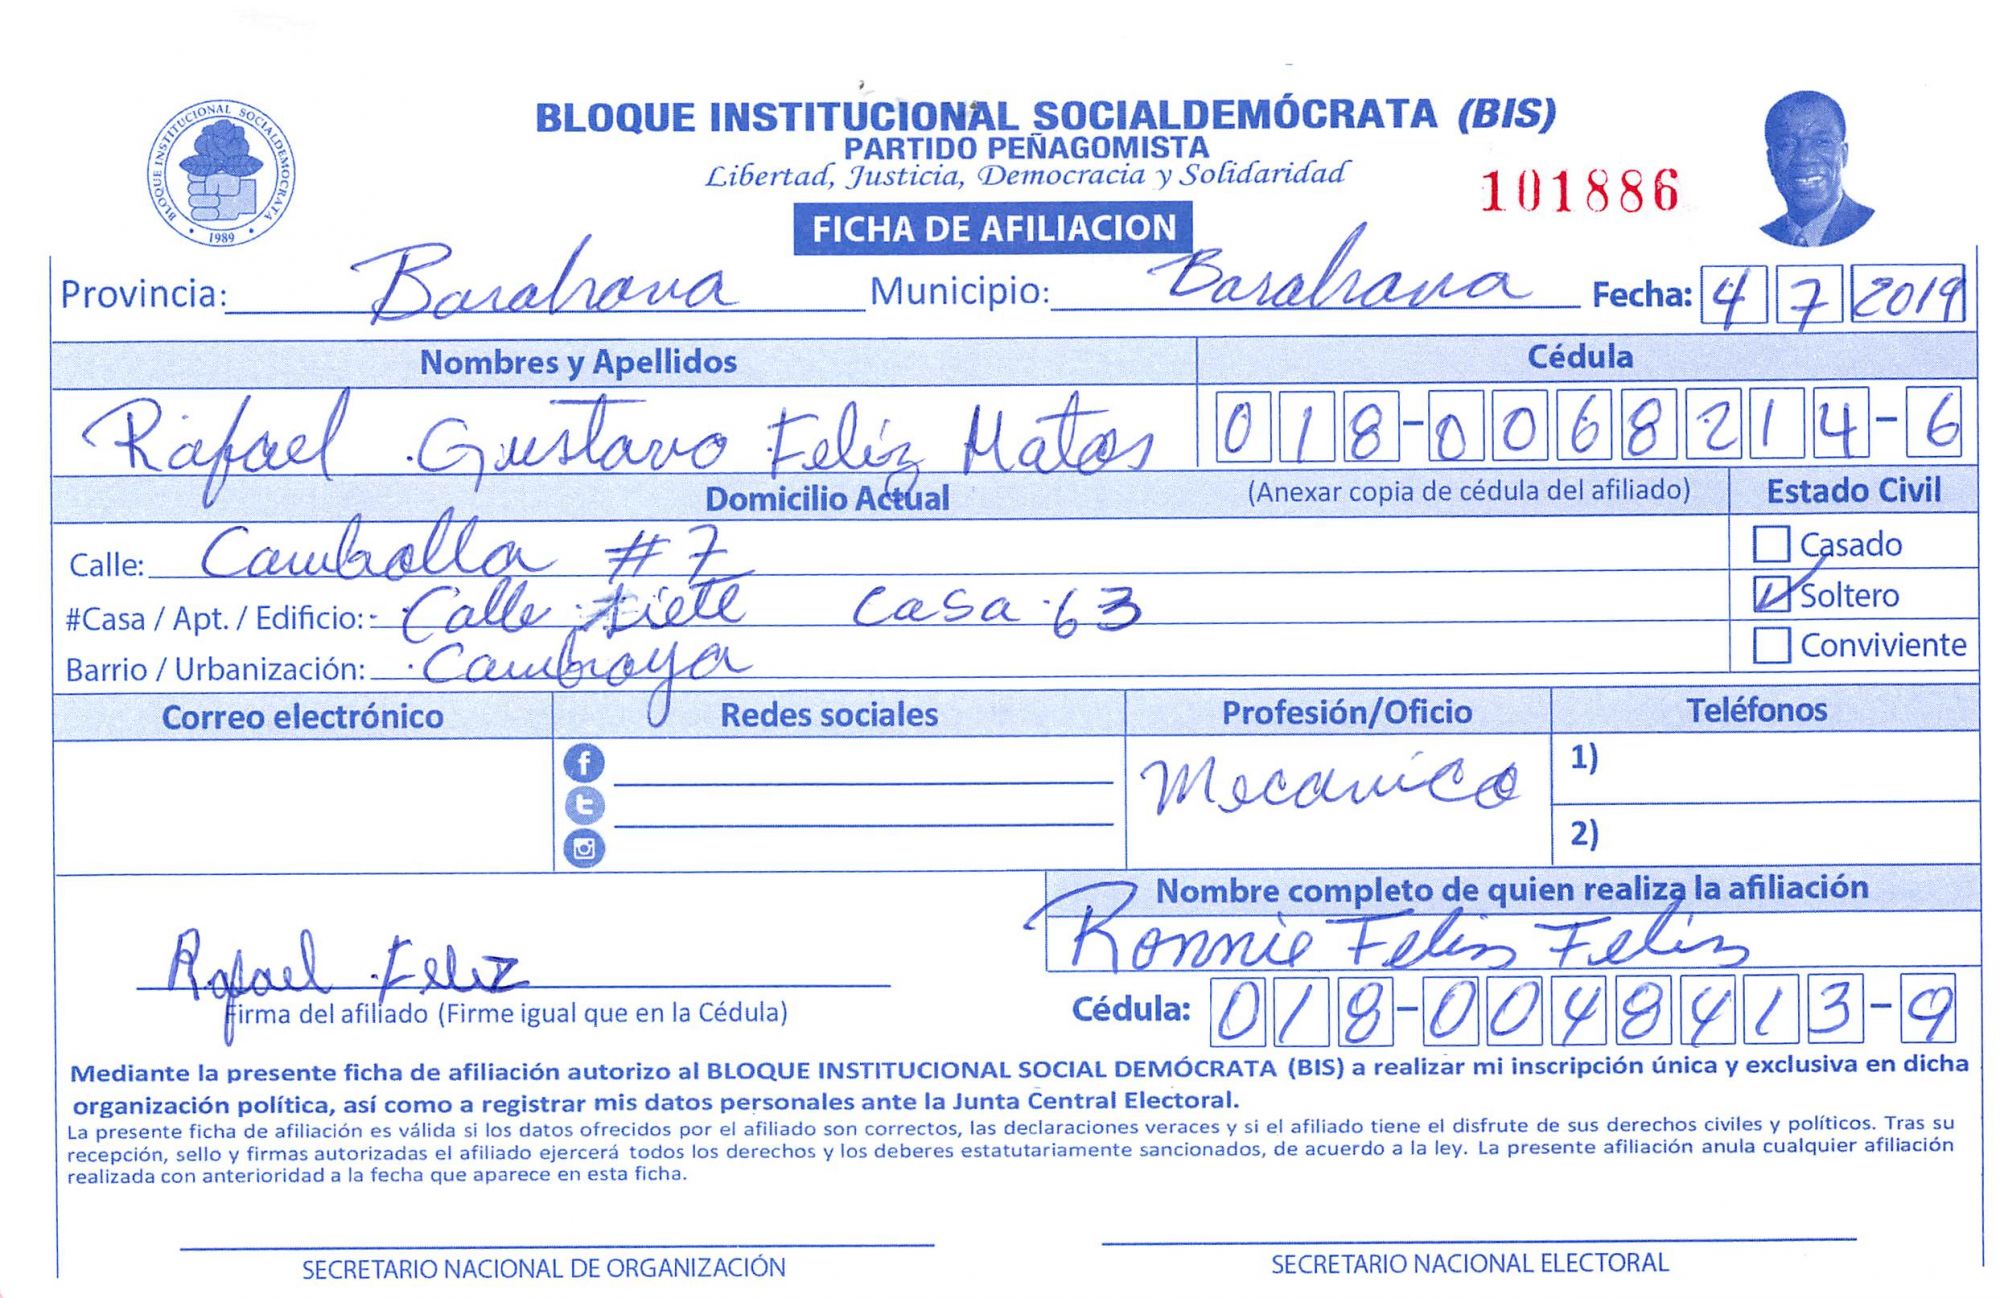 BLOQUE INSTITUCIONAL SOCIALDEMÓCRATA (BIS)
PARTIDO PEÑAGOMISTA
Libertad, Justicia, Democracia y Solidaridad
101886
BLOQUE INSTITUCIONAL SOCIALDEMOCRATA
1989
FICHA DE AFILIACION
Provincia: Barahona Municipio: Barahona Fecha: 4 7 2019
Nombres y Apellidos Cédula
Rafael Gustavo Feliz Matos 018-0068214-6
Domicilio Actual (Anexar copia de cédula del afiliado) Estado Civil
Calle: Camballa #7 Casado
#Casa / Apt. / Edificio: Calle siete casa 63 Soltero
Barrio / Urbanización: Camboya Conviviente
Correo electrónico Redes sociales Profesión/Oficio Teléfonos
Mecanico 1)
2)
Nombre completo de quien realiza la afiliación
Ronnie Feliz Feliz
Rafael Feliz
Firma del afiliado (Firme igual que en la Cédula) Cédula: 018-0048413-9
Mediante la presente ficha de afiliación autorizo al BLOQUE INSTITUCIONAL SOCIAL DEMÓCRATA (BIS) a realizar mi inscripción única y exclusiva en dicha
organización política, así como a registrar mis datos personales ante la Junta Central Electoral.
La presente ficha de afiliación es válida si los datos ofrecidos por el afiliado son correctos, las declaraciones veraces y si el afiliado tiene el disfrute de sus derechos civiles y políticos. Tras su
recepción, sello y firmas autorizadas el afiliado ejercerá todos los derechos y los deberes estatutariamente sancionados, de acuerdo a la ley. La presente afiliación anula cualquier afiliación
realizada con anterioridad a la fecha que aparece en esta ficha.
SECRETARIO NACIONAL DE ORGANIZACIÓN SECRETARIO NACIONAL ELECTORAL